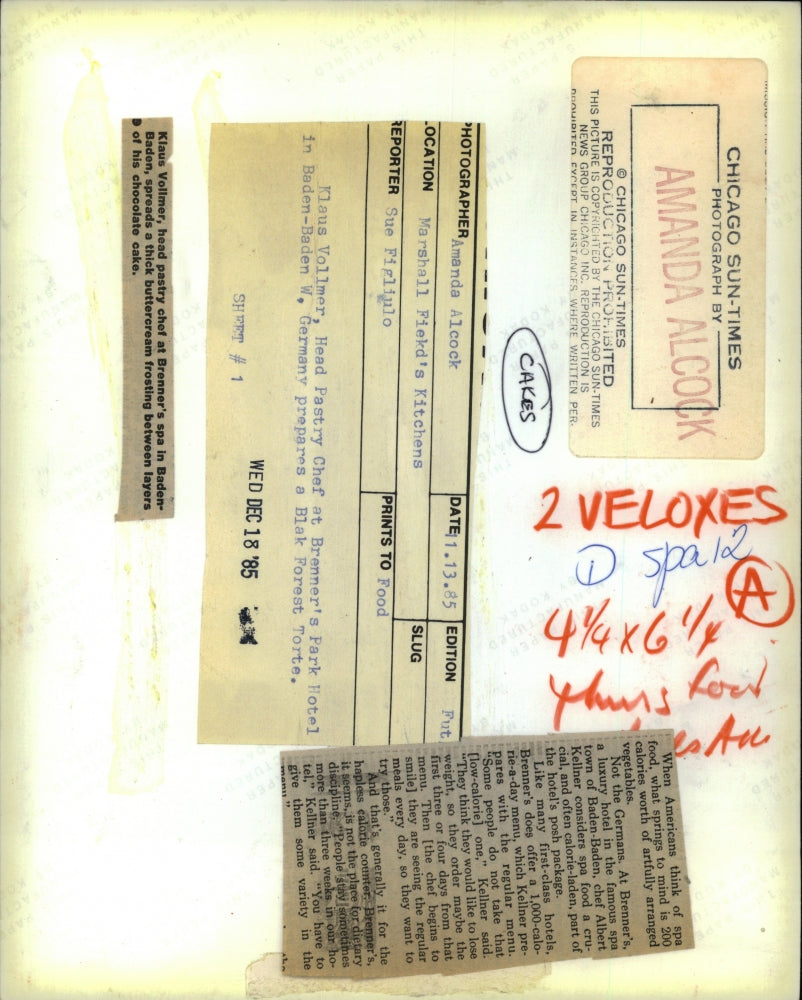 CHICAGO SUN-TIMES
PHOTOGRAPH BY
AMANDA ALCOCK
© CHICAGO SUN-TIMES
REPRODUCTION PROHIBITED
THIS PICTURE IS COPYRIGHTED BY THE CHICAGO SUN-TIMES
NEWS GROUP CHICAGO INC. REPRODUCTION IS
PROHIBITED EXCEPT IN INSTANCES WHERE WRITTEN PER-
CAKES
2 VELOXES
1 spa12
A
4 1/4 x 6 1/4
thurs food
PHOTOGRAPHER Amanda Alcock DATE 11.13.85 EDITION Fut
LOCATION Marshall Fiekd's Kitchens SLUG
REPORTER Sue Figliulo PRINTS TO Food
Klaus Vollmer, Head Pastry Chef at Brenner's Park Hotel
in Baden-Baden W. Germany prepares a Blak Forest Torte.
SHEET # 1
WED DEC 18 '85
Klaus Vollmer, head pastry chef at Brenner's spa in Baden-
Baden, spreads a thick buttercream frosting between layers
of his chocolate cake.
When Americans think of spa
food, what springs to mind is 200
calories worth of artfully arranged
vegetables.
Not the Germans. At Brenner's,
a luxury hotel in the famous spa
town of Baden-Baden, chef Albert
Kellner considers spa food a cru-
cial, and often calorie-laden, part of
the hotel's posh package.
Like many first-class hotels,
Brenner's does offer a 1,000-calo-
rie-a-day menu, which Kellner pre-
pares with the regular menu.
"Some people do not take that
[low-calorie] one," Kellner said.
"They think they would like to lose
weight, so they order maybe the
first three or four days from that
menu. Then [the chef begins to
smile] they are seeing the regular
meals every day, so they want to
try those."
And that's generally it for the
hapless calorie counter. Brenner's,
it seems, is not the place for dietary
discipline. "People stay sometimes
more than three weeks in our ho-
tel," Kellner said. "You have to
give them some variety in the
menu."